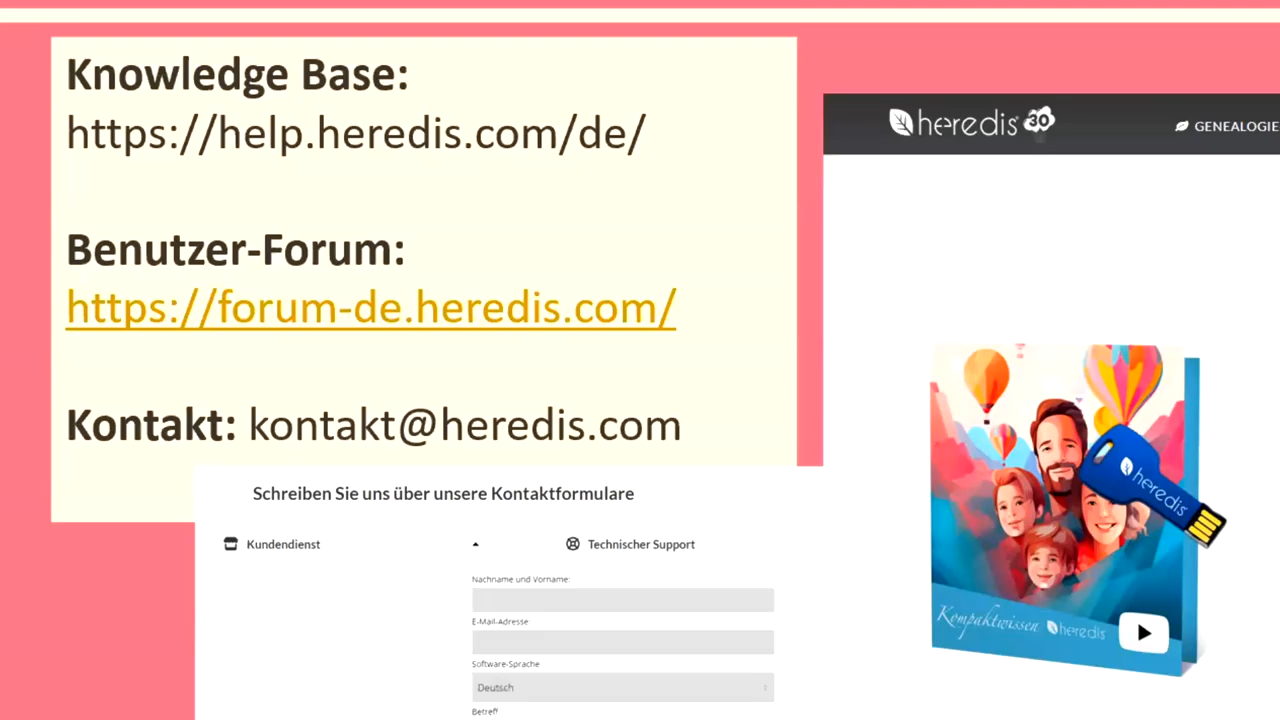 Knowledge Base:
https://help.heredis.com/de/
Benutzer-Forum:
https://forum-de.heredis.com/
Kontakt: kontakt@heredis.com
heredis 30
GENEALOGIE
Schreiben Sie uns über unsere Kontaktformulare
Kundendienst
Technischer Support
Nachname und Vorname:
E-Mail-Adresse
Software-Sprache
Deutsch
Betreff
heredis
Kompaktwissen heredis